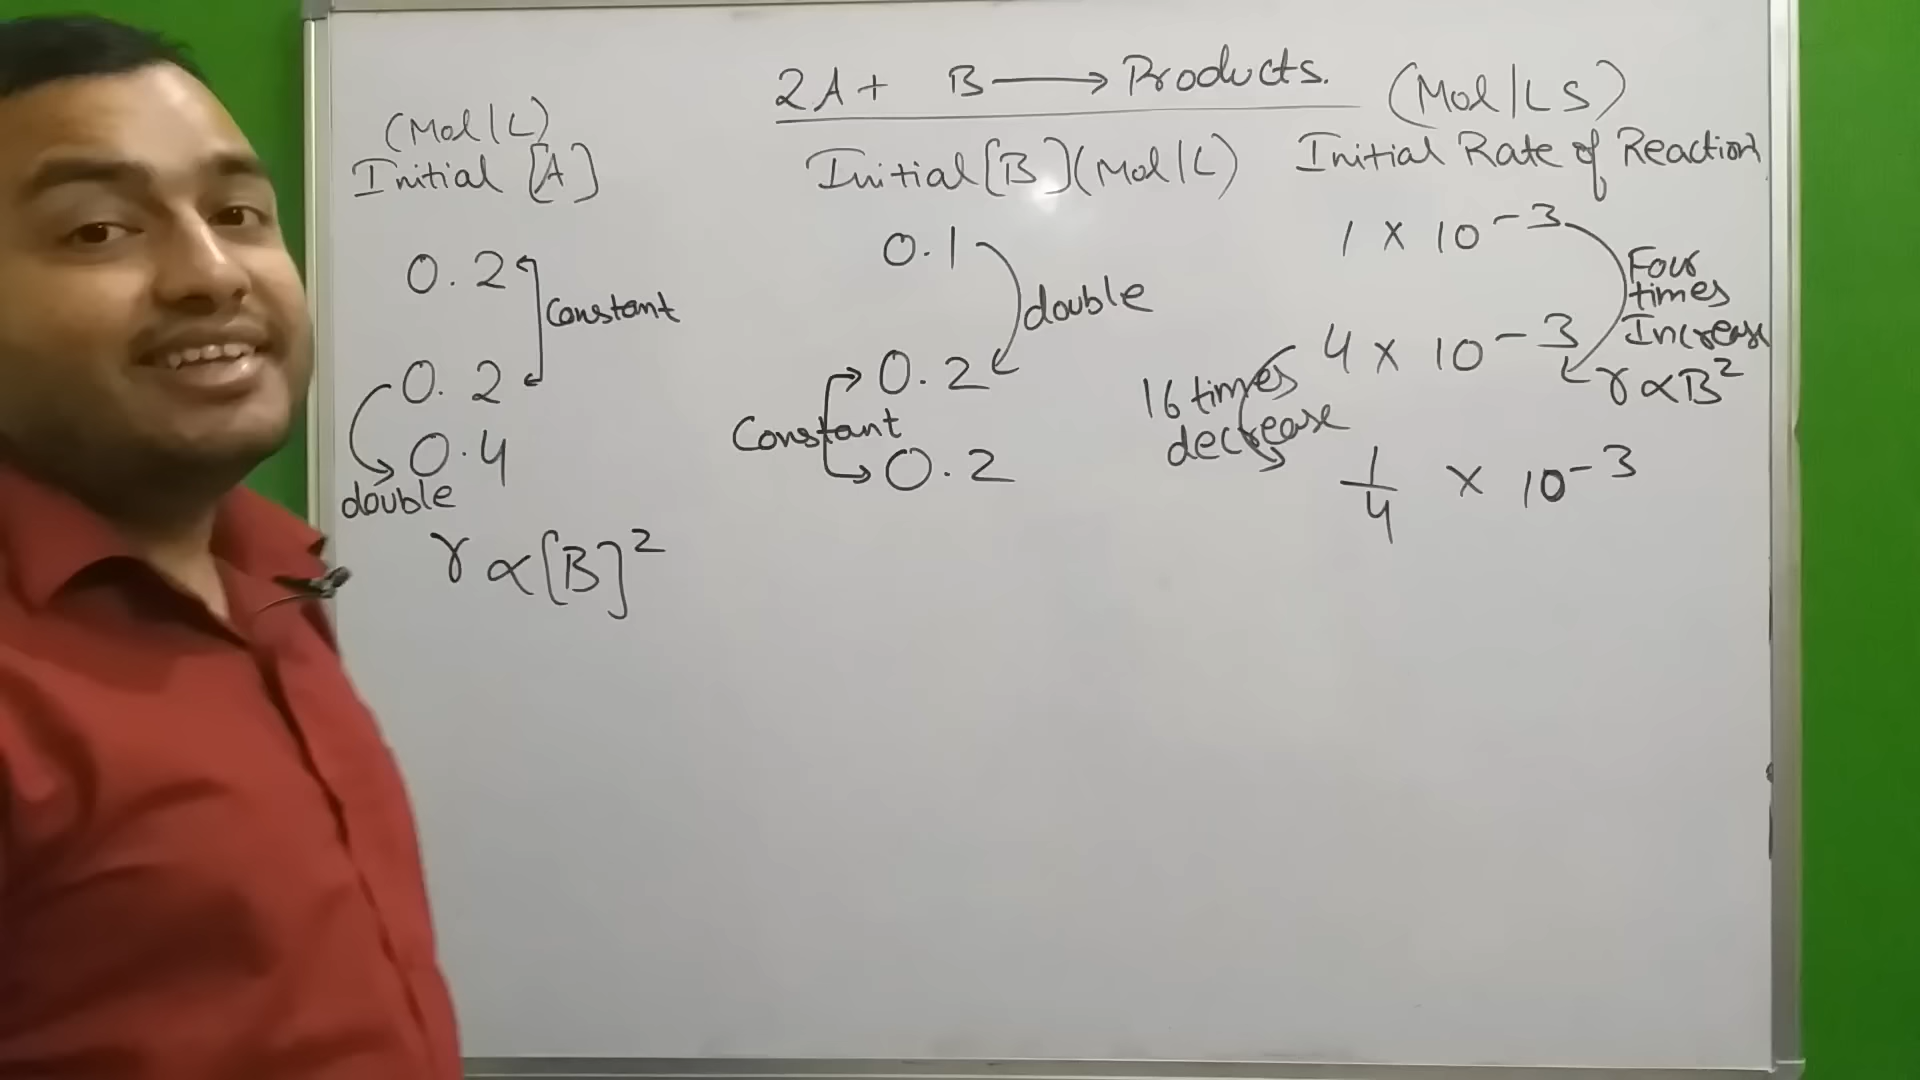 2A + B → Products.
(Mol/L)
Initial [A]
Initial [B] (Mol/L)
(Mol/LS)
Initial Rate of Reaction
0.2
0.1
1 × 10⁻³
Constant
double
Four
times
Increase
0.2
0.2
4 × 10⁻³
r ∝ B²
Constant
16 times
decrease
0.4
0.2
1/4 × 10⁻³
double
r ∝ [B]²